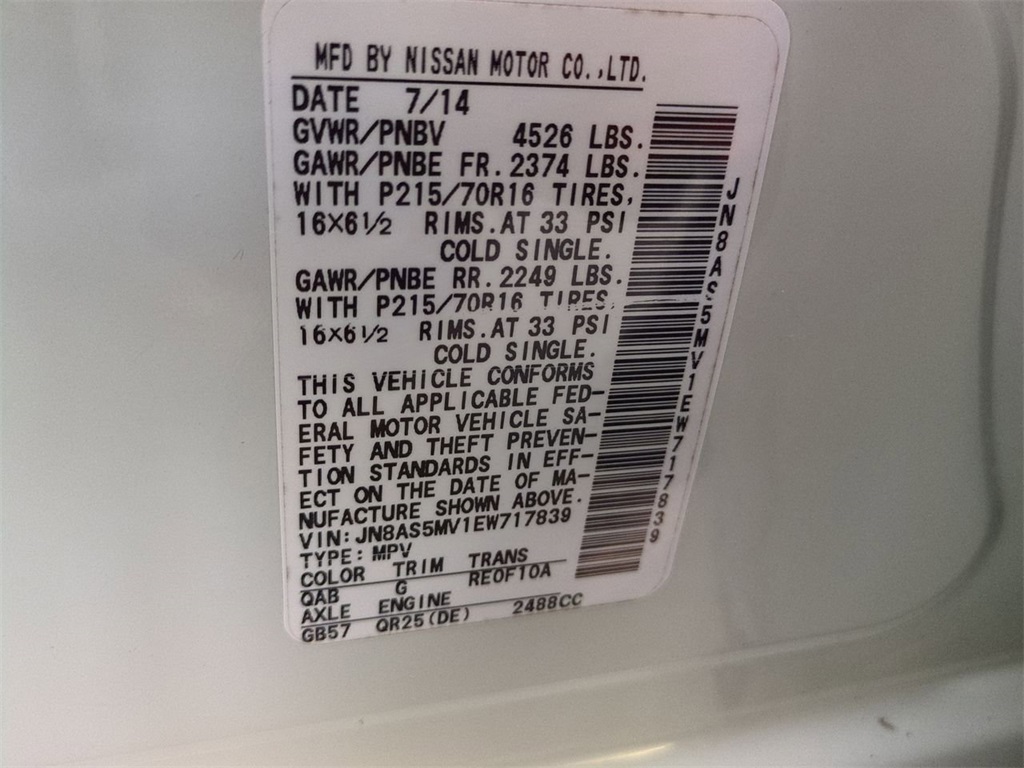 MFD BY NISSAN MOTOR CO.,LTD.
DATE 7/14
GVWR/PNBV 4526 LBS.
GAWR/PNBE FR. 2374 LBS.
WITH P215/70R16 TIRES,
16×6½ RIMS.AT 33 PSI
COLD SINGLE.
GAWR/PNBE RR. 2249 LBS.
WITH P215/70R16 TIRES,
16×6½ RIMS.AT 33 PSI
COLD SINGLE.
THIS VEHICLE CONFORMS
TO ALL APPLICABLE FED-
ERAL MOTOR VEHICLE SA-
FETY AND THEFT PREVEN-
TION STANDARDS IN EFF-
ECT ON THE DATE OF MA-
NUFACTURE SHOWN ABOVE.
VIN:JN8AS5MV1EW717839
TYPE:MPV
COLOR TRIM TRANS
QAB G RE0F10A
AXLE ENGINE
GB57 QR25(DE) 2488CC
JN8AS5MV1EW717839